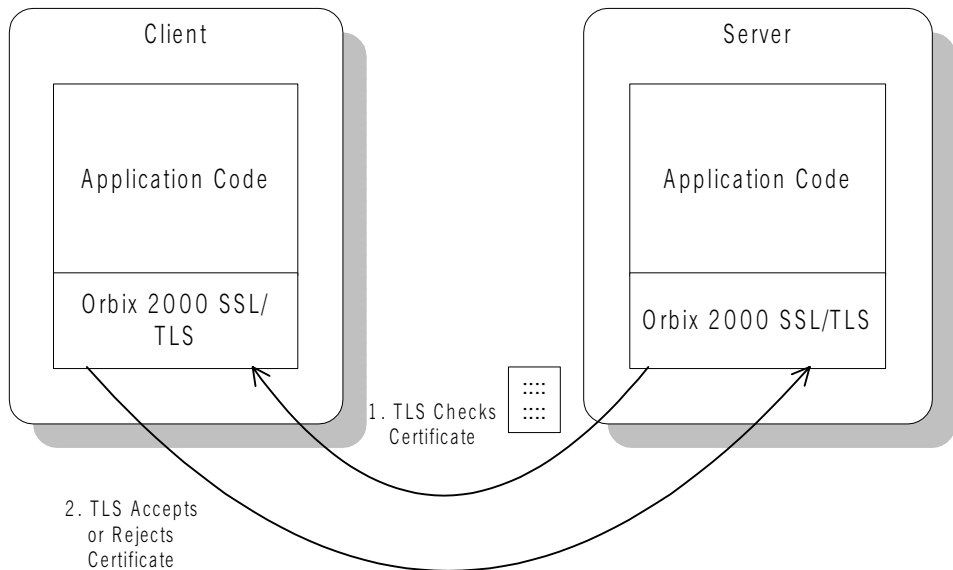 Client
Application Code
Orbix 2000 SSL/
TLS
Server
Application Code
Orbix 2000 SSL/TLS
1. TLS Checks
Certificate
2. TLS Accepts
or Rejects
Certificate